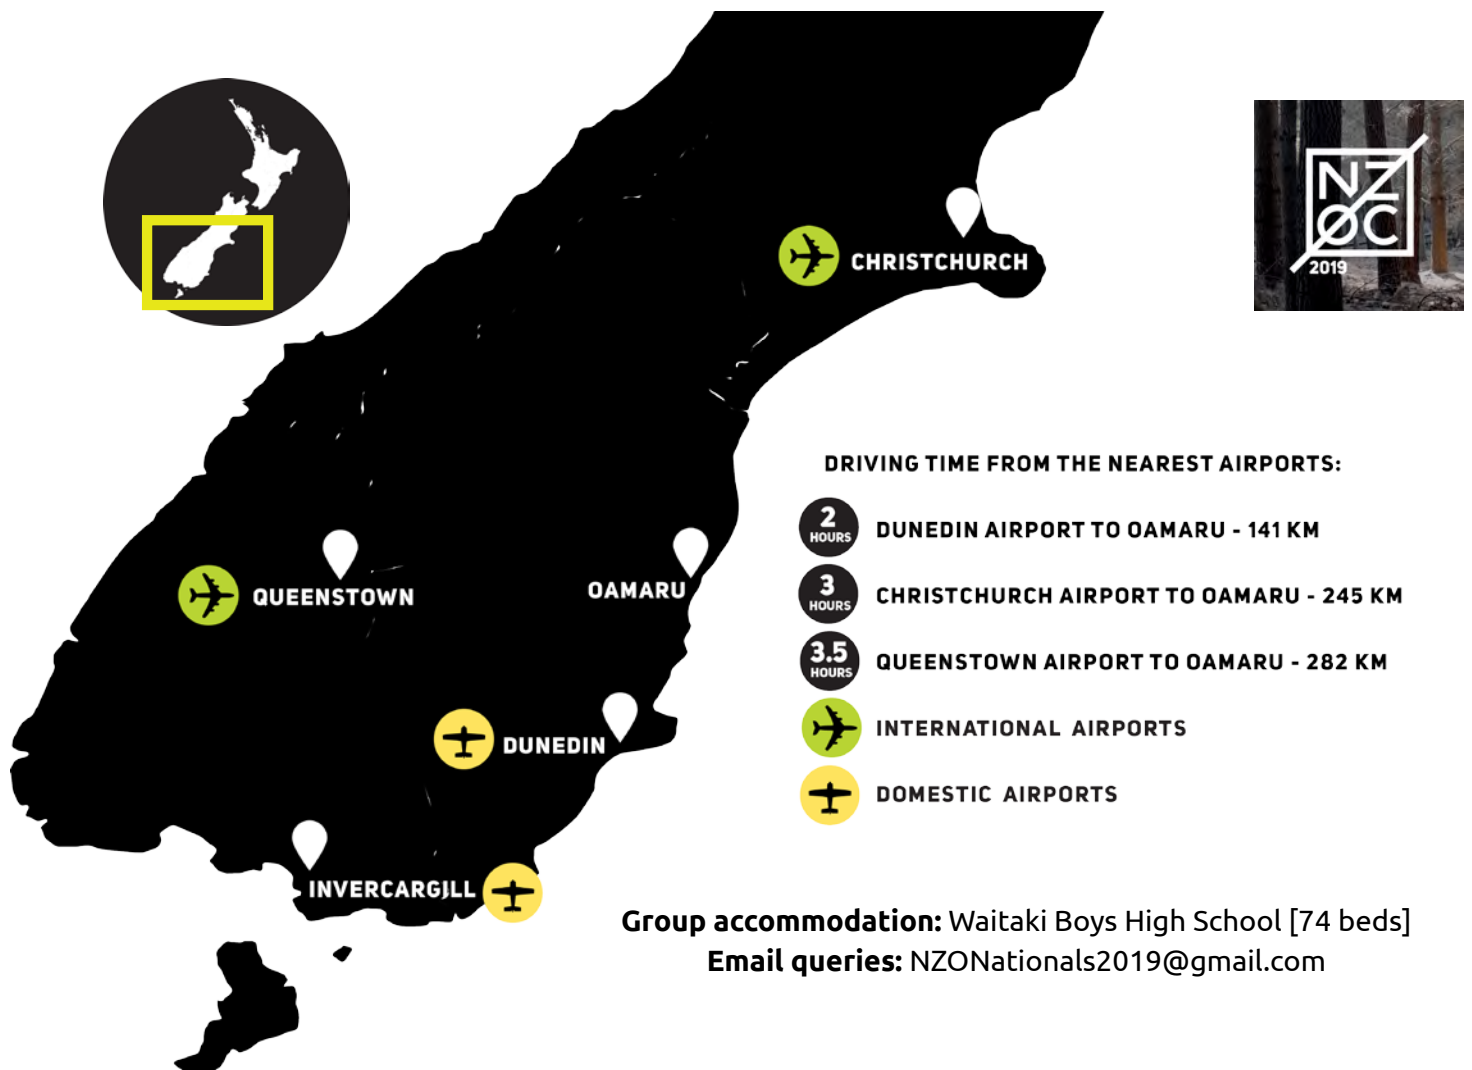 NZ
OC
2019
CHRISTCHURCH
DRIVING TIME FROM THE NEAREST AIRPORTS:
2
HOURS
DUNEDIN AIRPORT TO OAMARU - 141 KM
3
HOURS
CHRISTCHURCH AIRPORT TO OAMARU - 245 KM
3.5
HOURS
QUEENSTOWN AIRPORT TO OAMARU - 282 KM
INTERNATIONAL AIRPORTS
DOMESTIC AIRPORTS
QUEENSTOWN
OAMARU
DUNEDIN
INVERCARGILL
Group accommodation: Waitaki Boys High School [74 beds]
Email queries: NZONationals2019@gmail.com